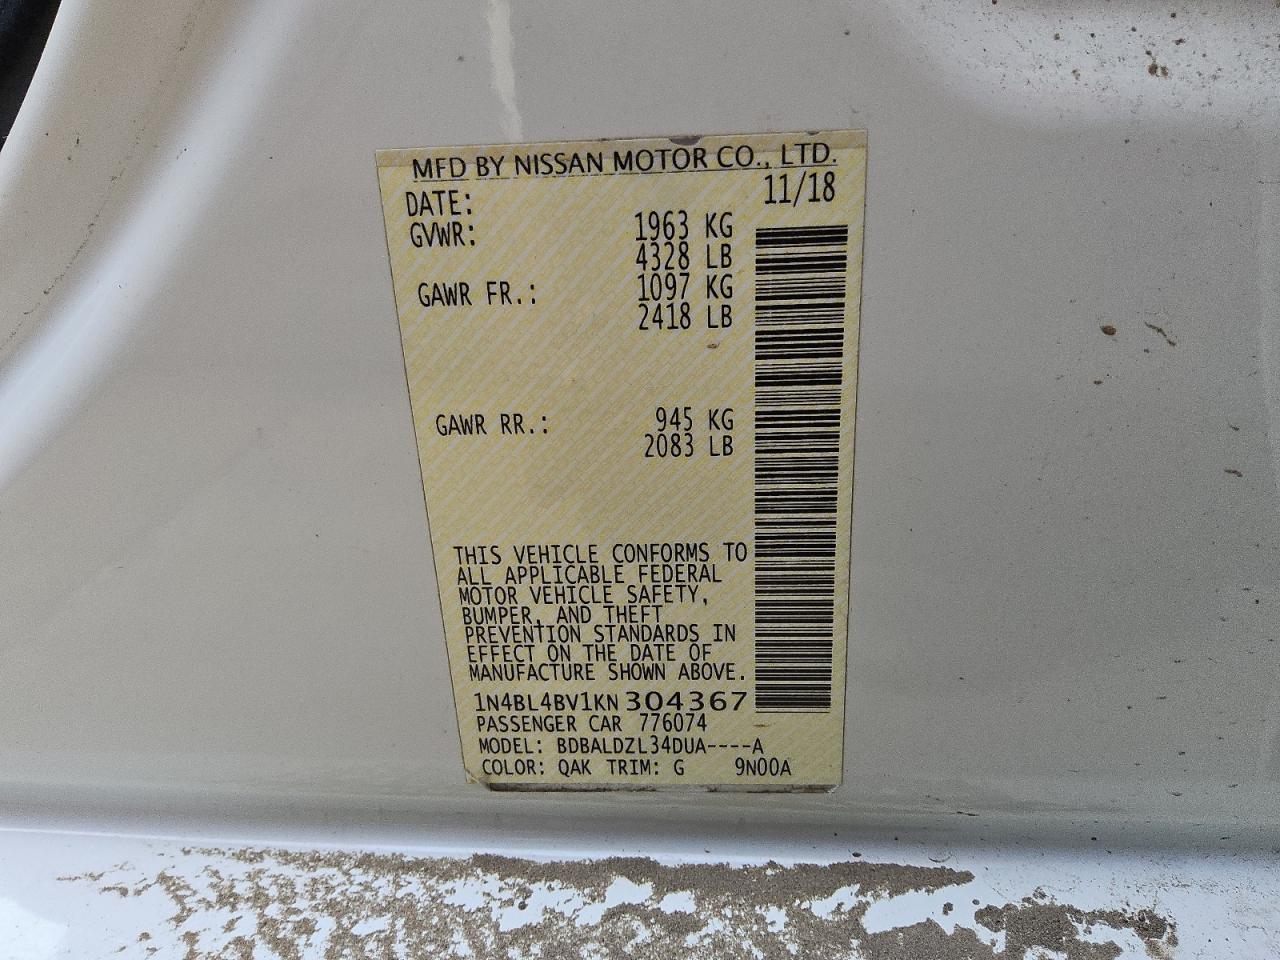 MFD BY NISSAN MOTOR CO., LTD.
DATE: 11/18
GVWR: 1963 KG
4328 LB
GAWR FR.: 1097 KG
2418 LB
GAWR RR.: 945 KG
2083 LB
THIS VEHICLE CONFORMS TO
ALL APPLICABLE FEDERAL
MOTOR VEHICLE SAFETY,
BUMPER, AND THEFT
PREVENTION STANDARDS IN
EFFECT ON THE DATE OF
MANUFACTURE SHOWN ABOVE.
1N4BL4BV1KN304367
PASSENGER CAR 776074
MODEL: BDBALDZL34DUA----A
COLOR: QAK TRIM: G 9N00A